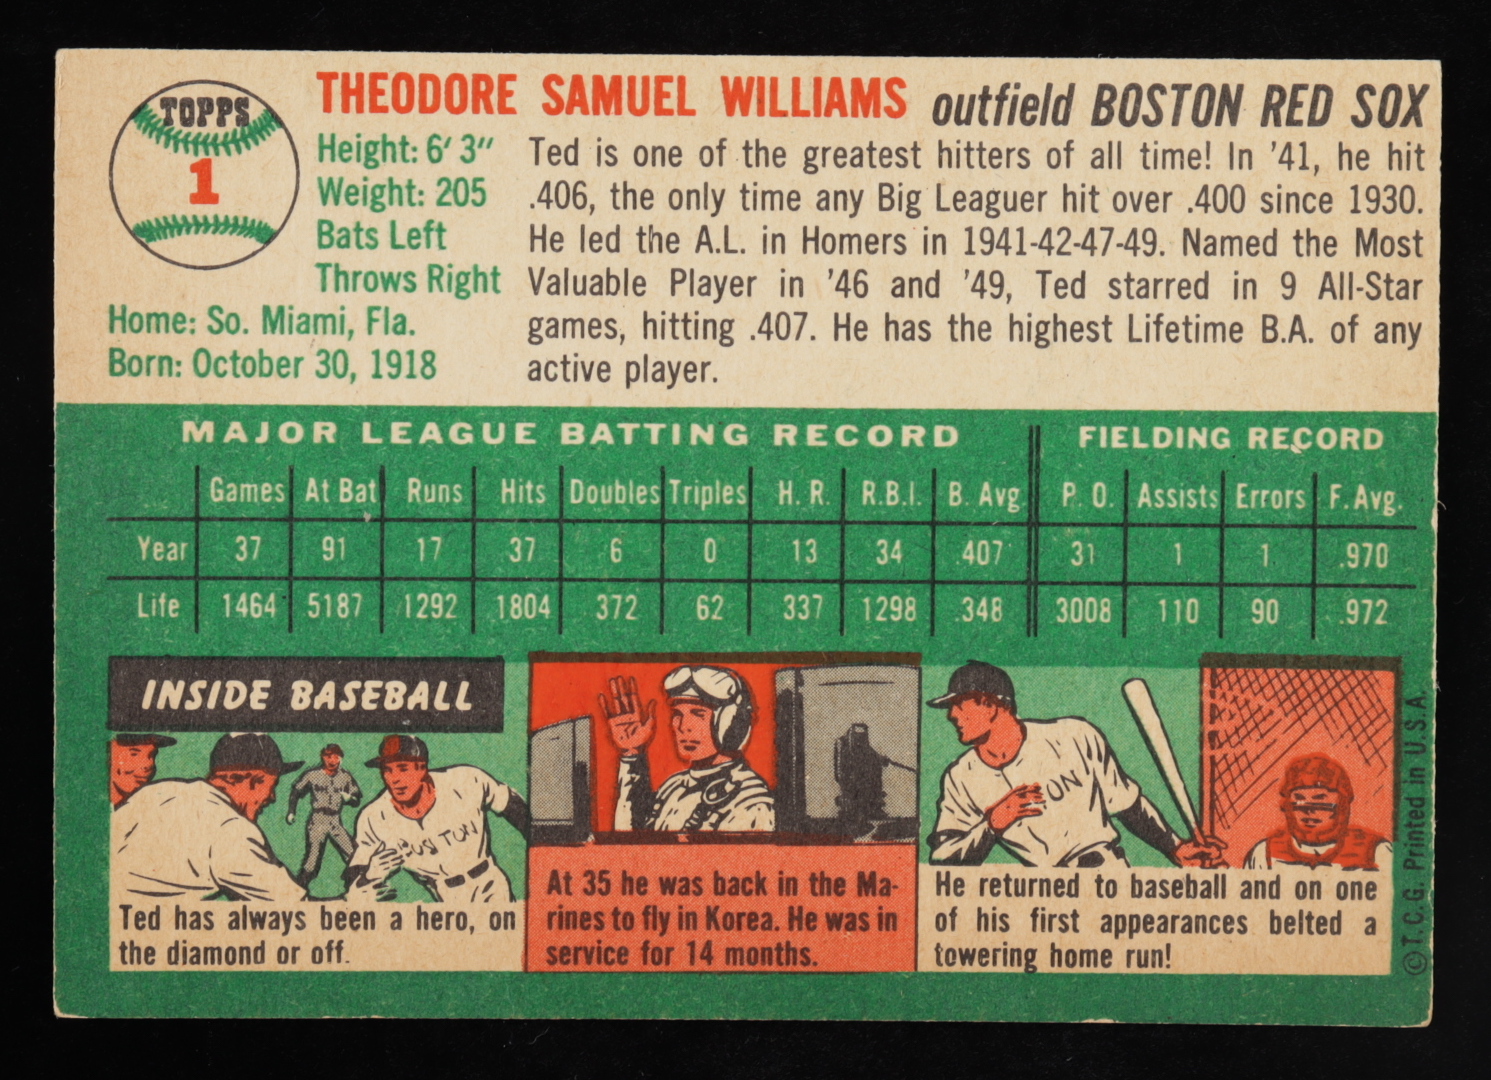 TOPPS
1
THEODORE SAMUEL WILLIAMS outfield BOSTON RED SOX
Height: 6' 3"
Weight: 205
Bats Left
Throws Right
Home: So. Miami, Fla.
Born: October 30, 1918
Ted is one of the greatest hitters of all time! In '41, he hit
.406, the only time any Big Leaguer hit over .400 since 1930.
He led the A.L. in Homers in 1941-42-47-49. Named the Most
Valuable Player in '46 and '49, Ted starred in 9 All-Star
games, hitting .407. He has the highest Lifetime B.A. of any
active player.
MAJOR LEAGUE BATTING RECORD FIELDING RECORD
Games At Bat Runs Hits Doubles Triples H. R. R.B.I. B. Avg. P. O. Assists Errors F. Avg.
Year 37 91 17 37 6 0 13 34 .407 31 1 1 .970
Life 1464 5187 1292 1804 372 62 337 1298 .348 3008 110 90 .972
INSIDE BASEBALL
BOSTON
Ted has always been a hero, on
the diamond or off.
At 35 he was back in the Ma-
rines to fly in Korea. He was in
service for 14 months.
TON
He returned to baseball and on one
of his first appearances belted a
towering home run!
© T.C.G. Printed in U.S.A.